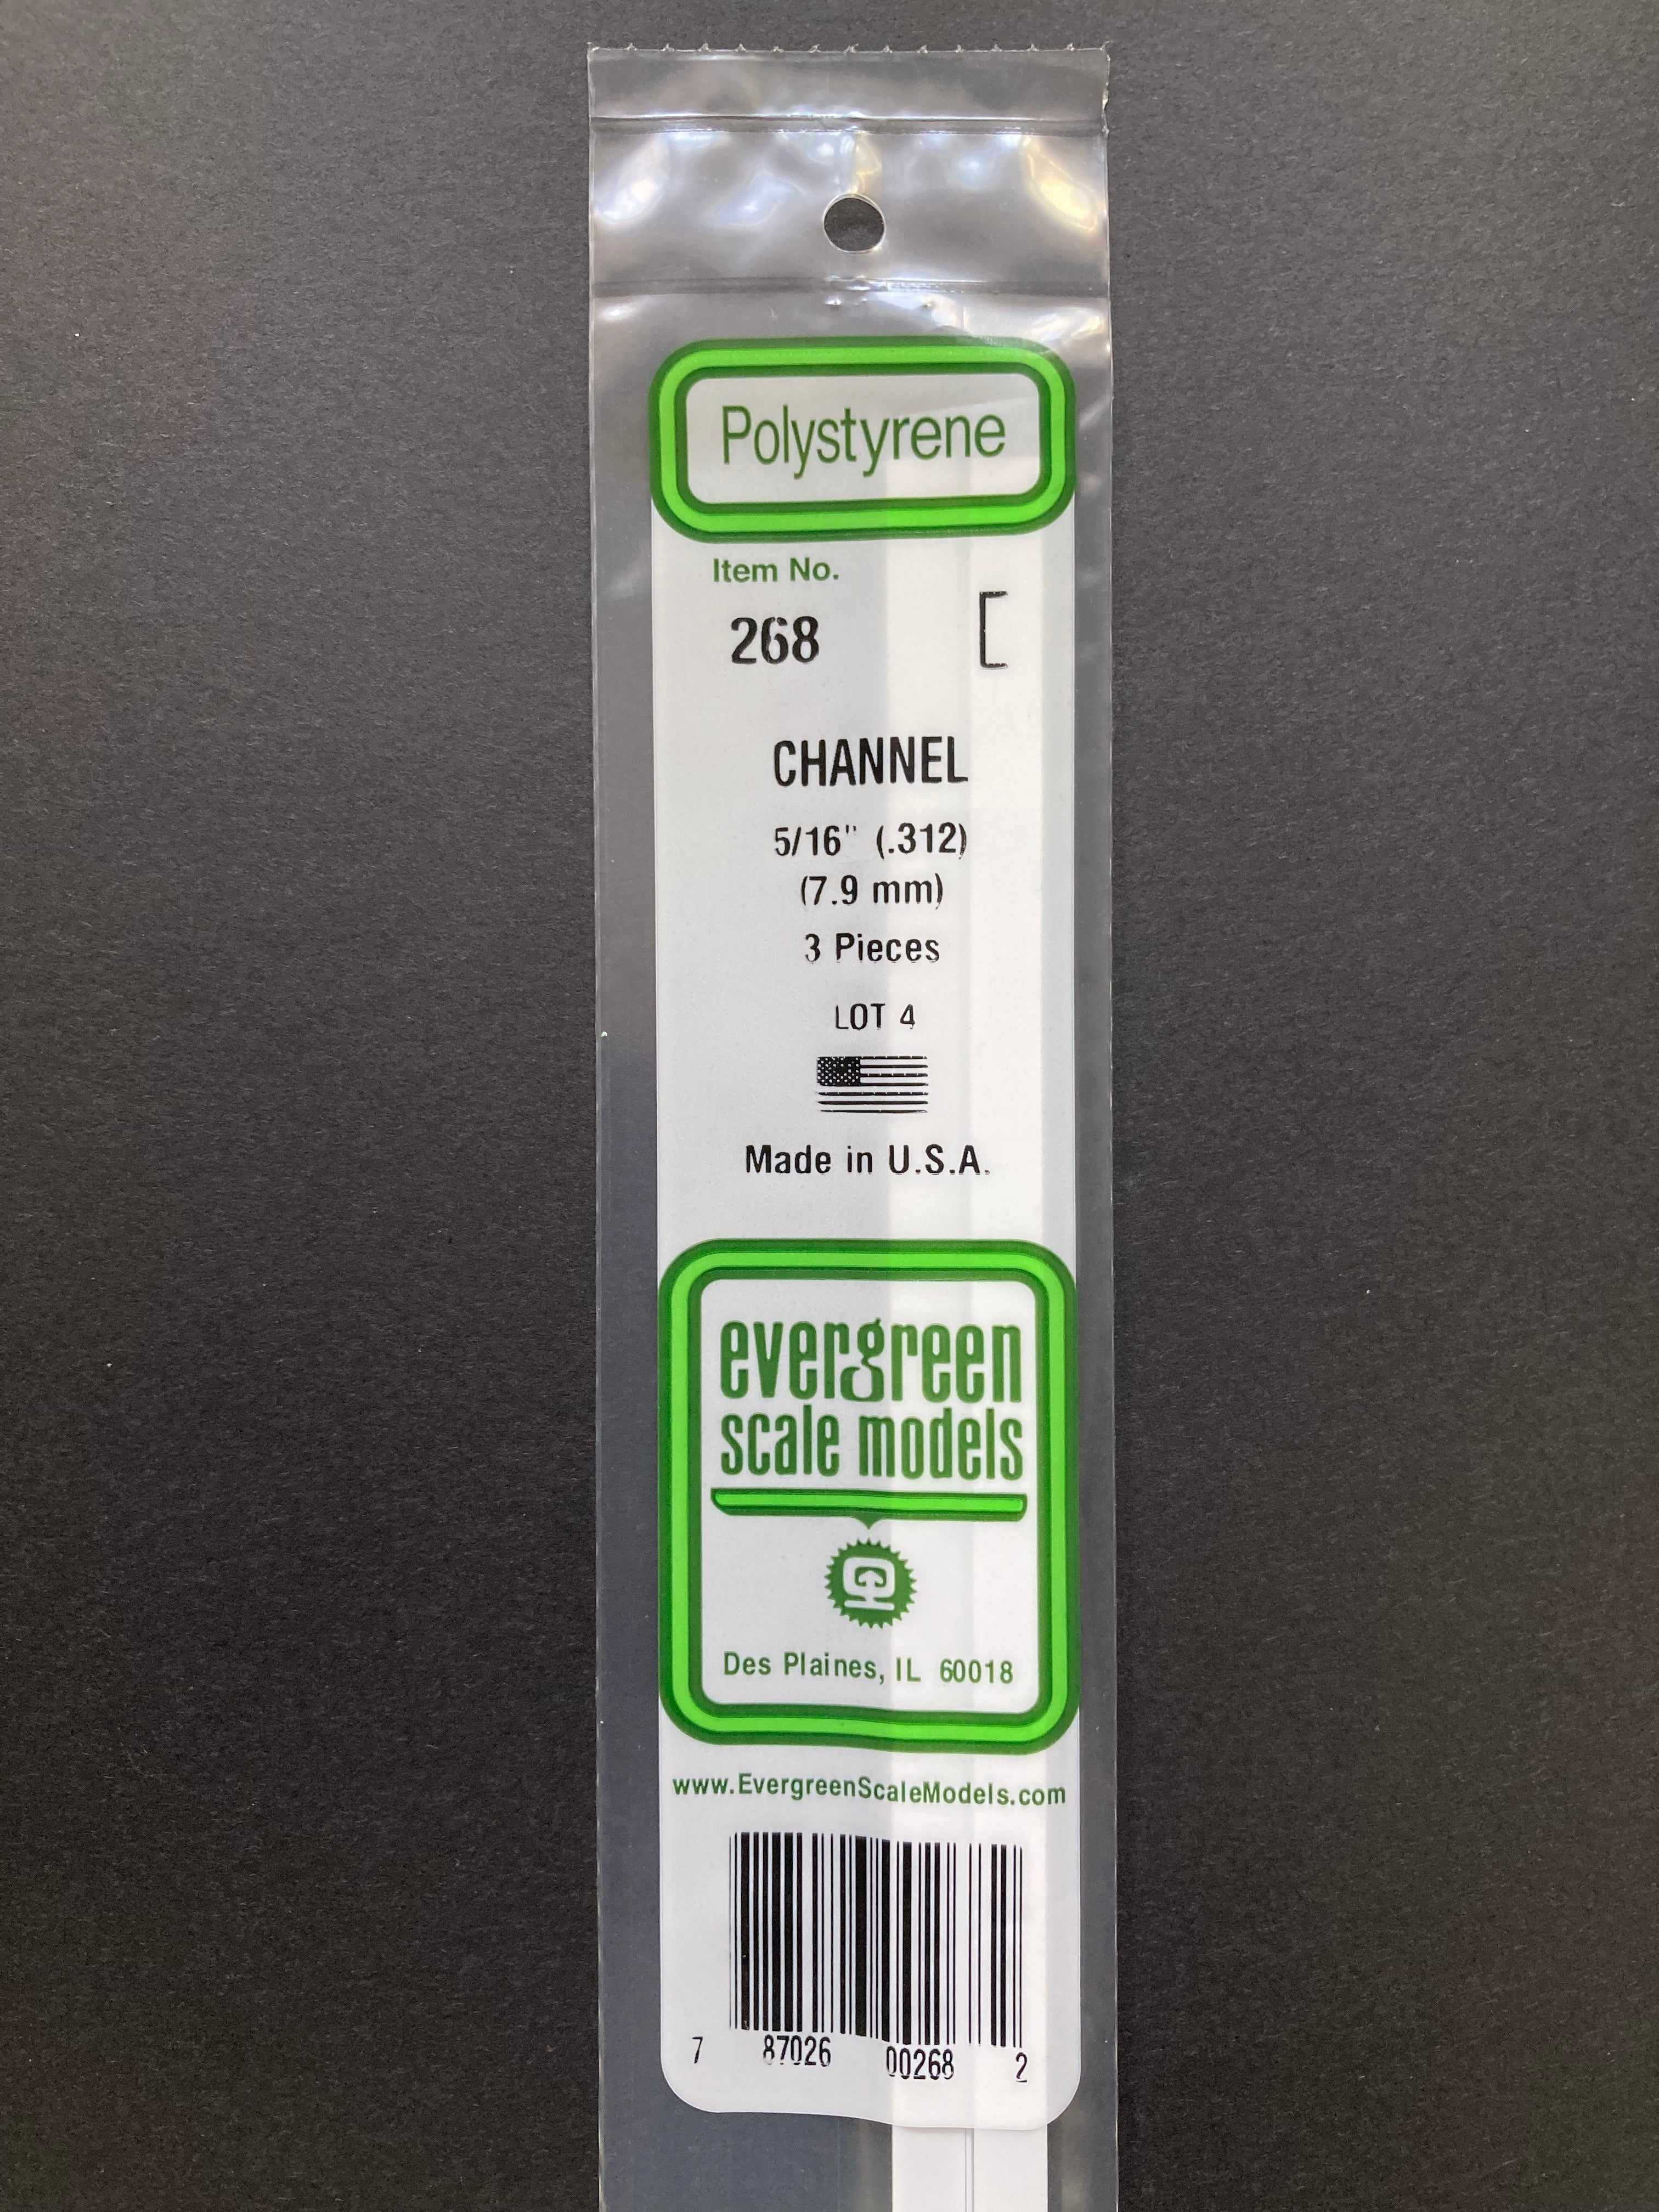 Polystyrene
Item No.
268
CHANNEL
5/16" (.312)
(7.9 mm)
3 Pieces
LOT 4
Made in U.S.A.
evergreen
scale models
Des Plaines, IL 60018
www.EvergreenScaleModels.com
7 87026 00268 2